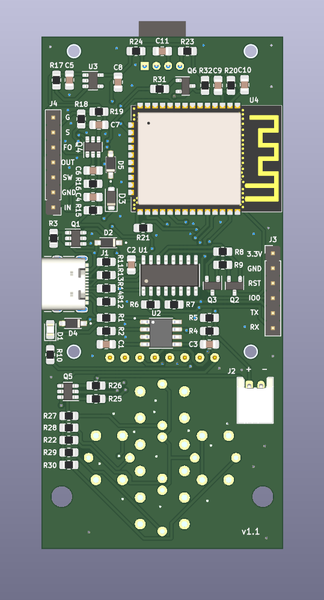 R24 C11 R23
R17 C5 U3 C8 Q6 R32 C9 R20 C10
R31
J4 R18 R19 U4
G
S C7
FO
OUT D5
SW C6 R16
GND
IN D3
R3 Q1 R21
D2 J3
J1 R8 3.3V
C2 U1 R9 GND
RST
Q3 Q2 IO0
R6 R7 TX
D1 D4 R1 U2 R5 RX
R2 R4
R10 C1 C3
J2 + −
Q5 R26
R25
R27
R28
R22
R29
R30
v1.1